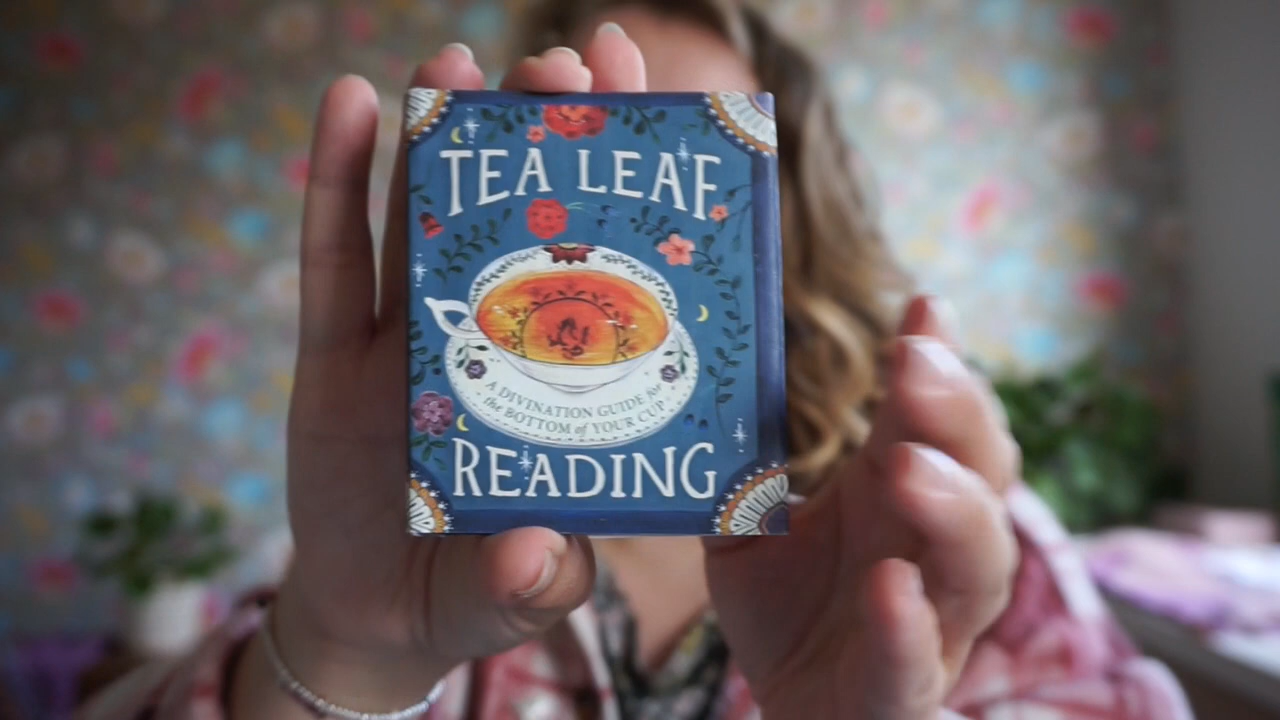 TEA LEAF
A DIVINATION GUIDE for
the BOTTOM of YOUR CUP
READING